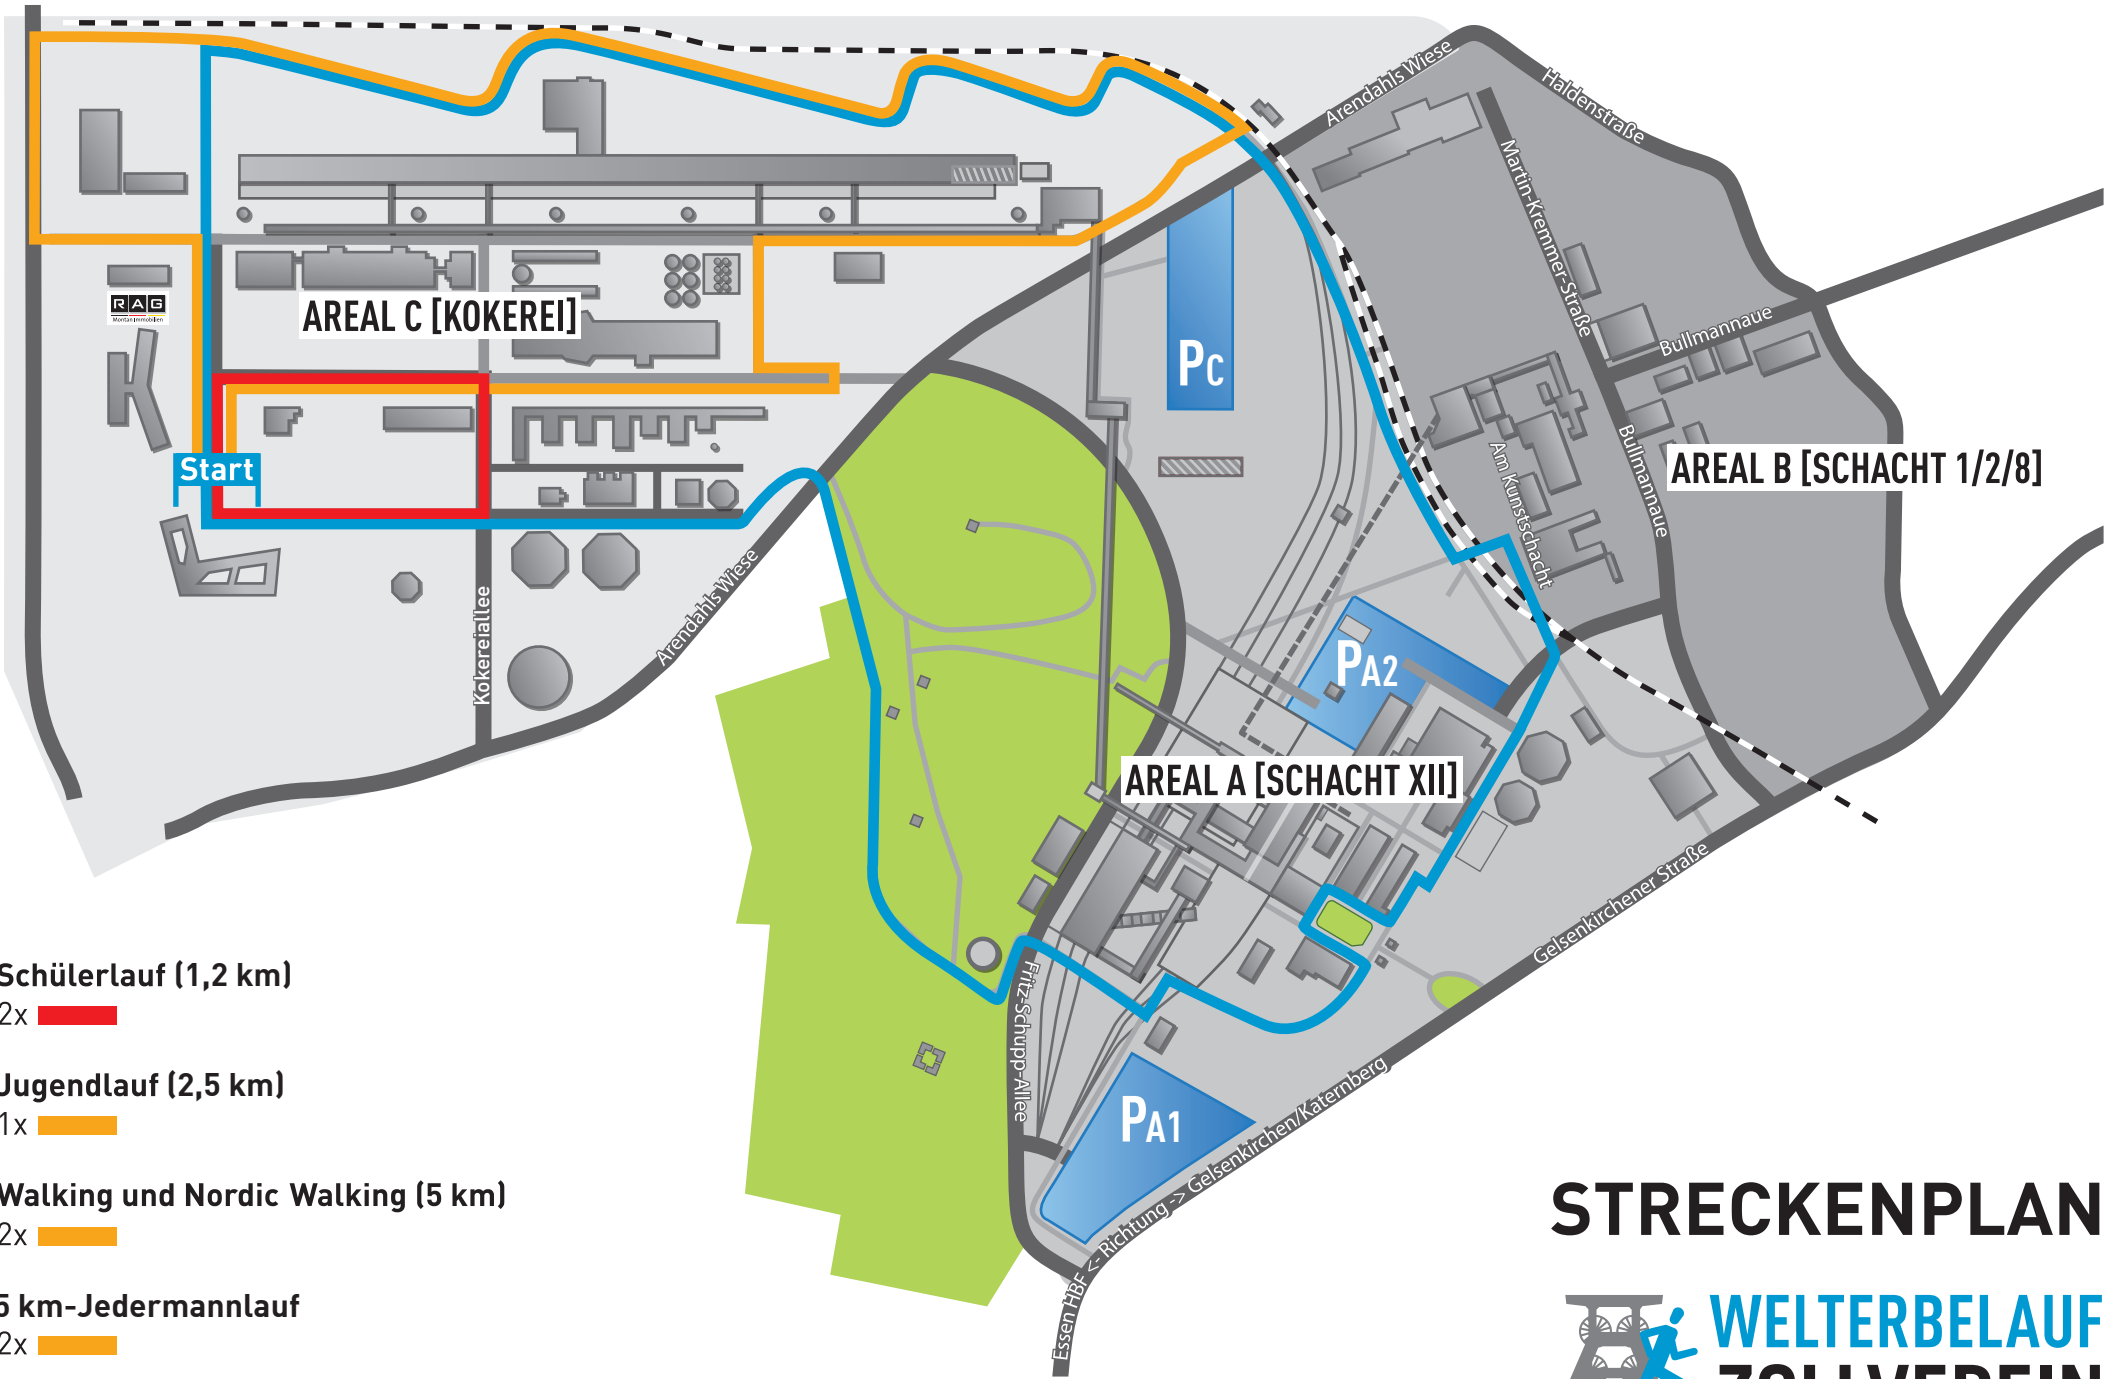 Arendahls Wiese
Haldenstraße
Martin-Kremmer-Straße
Bullmannaue
RAG
Montan Immobilien
AREAL C [KOKEREI]
PC
Start
Am Kunstschacht
Bullmannaue
AREAL B [SCHACHT 1/2/8]
Kokereiallee
Arendahls Wiese
PA2
AREAL A [SCHACHT XII]
Gelsenkirchener Straße
Fritz-Schupp-Allee
PA1
Essen HBF <- Richtung -> Gelsenkirchen/Katernberg
Schülerlauf (1,2 km)
2x
Jugendlauf (2,5 km)
1x
Walking und Nordic Walking (5 km)
2x
5 km-Jedermannlauf
2x
STRECKENPLAN
WELTERBELAUF
ZOLLVEREIN